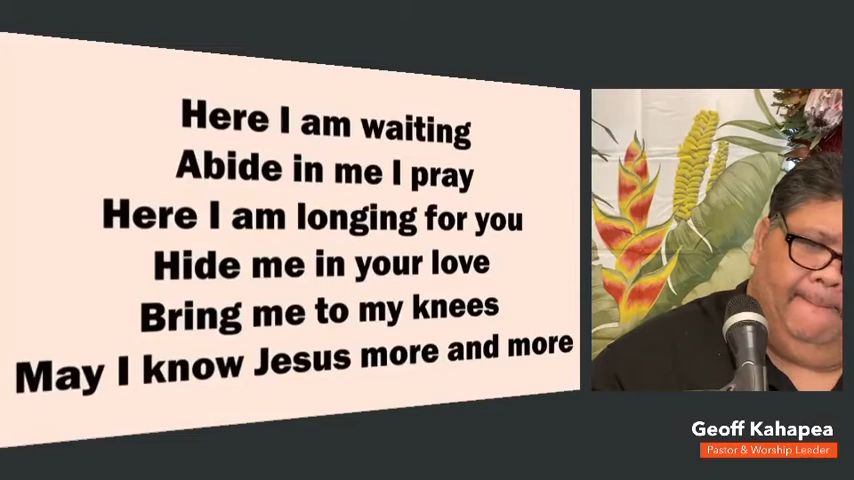 Here I am waiting
Abide in me I pray
Here I am longing for you
Hide me in your love
Bring me to my knees
May I know Jesus more and more
Geoff Kahapea
Pastor & Worship Leader